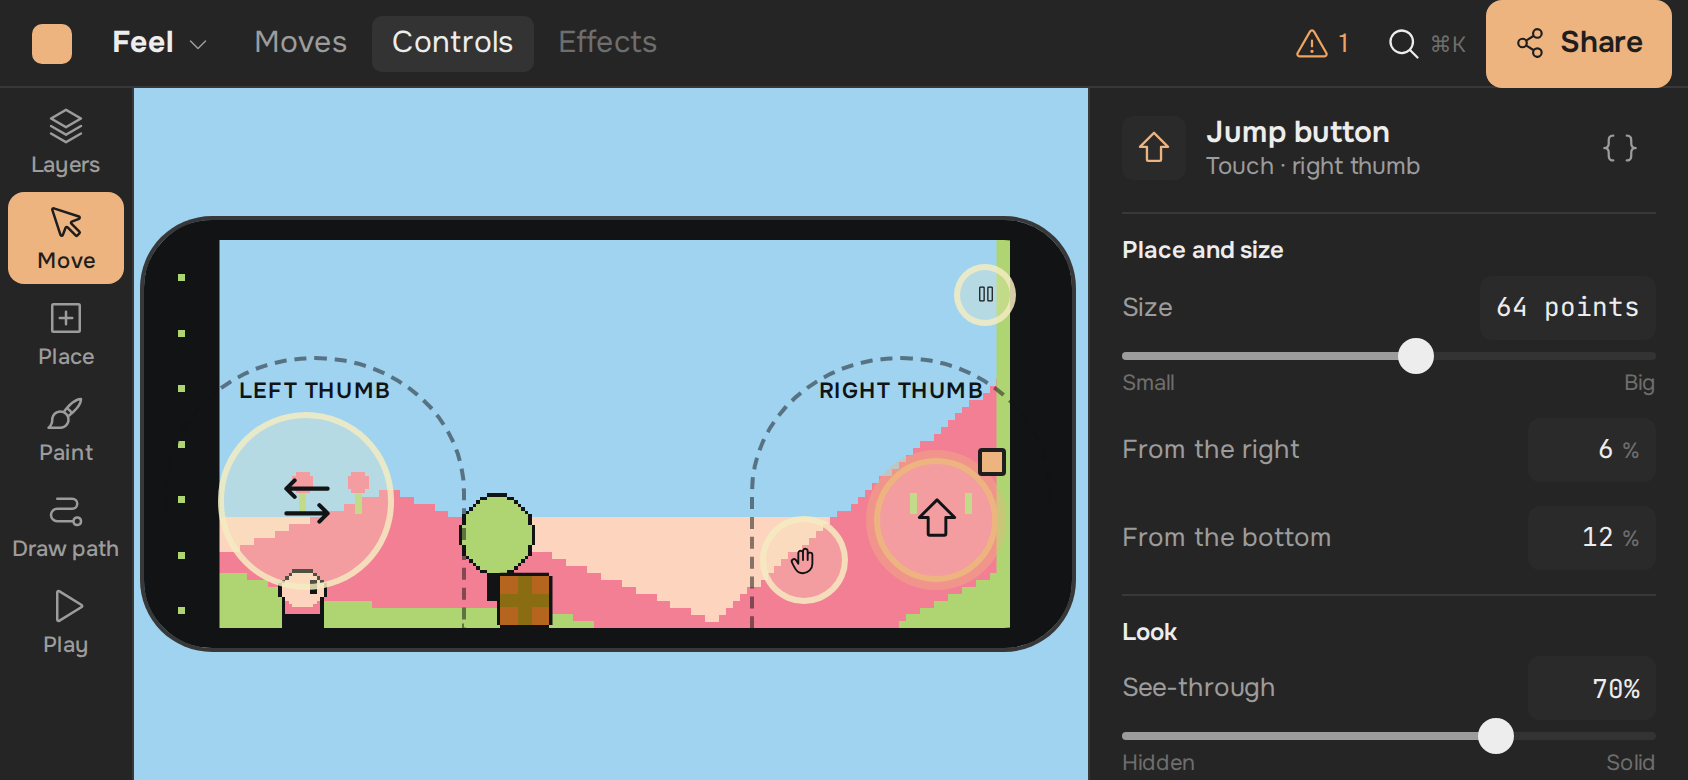 Feel
Moves
Controls
Effects
1
⌘K
Share
Layers
Move
Place
Paint
Draw path
Play
LEFT THUMB
RIGHT THUMB
Jump button
Touch · right thumb
{ }
Place and size
Size
64 points
Small
Big
From the right
6 %
From the bottom
12 %
Look
See-through
70%
Hidden
Solid